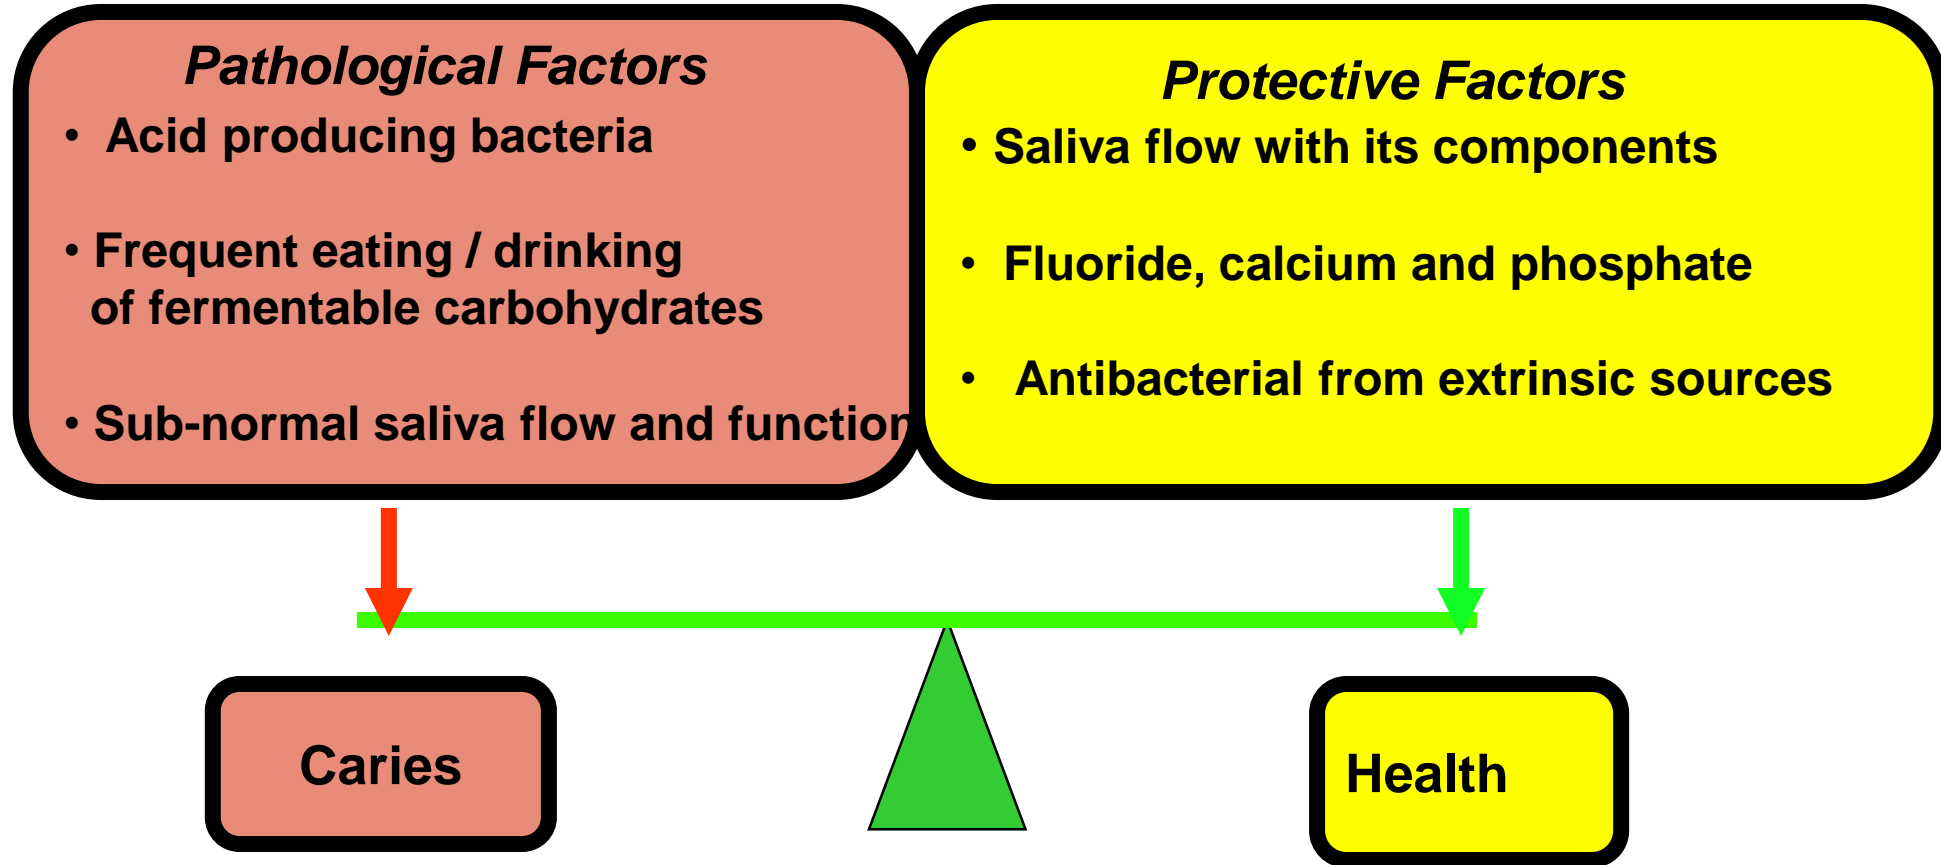 Pathological Factors
• Acid producing bacteria
• Frequent eating / drinking
of fermentable carbohydrates
• Sub-normal saliva flow and function
Protective Factors
• Saliva flow with its components
• Fluoride, calcium and phosphate
• Antibacterial from extrinsic sources
Caries
Health